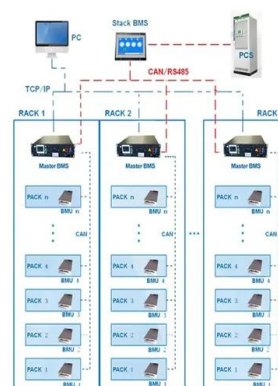 PC
Stack BMS
PCS
CAN/RS485
TCP/IP
RACK 1
RACK 2
RACK
Master BMS
Master BMS
Master BMS
PACK n
BMU n
PACK n
BMU n
PACK n
BMU n
CAN
CAN
CAN
PACK 4
BMU 4
PACK 4
BMU 4
PACK 4
BMU 4
PACK 3
BMU 3
PACK 3
BMU 3
PACK 3
BMU 3
PACK 2
BMU 2
PACK 2
BMU 2
PACK 2
BMU 2
PACK 1
BMU 1
PACK 1
BMU 1
PACK 1
BMU 1